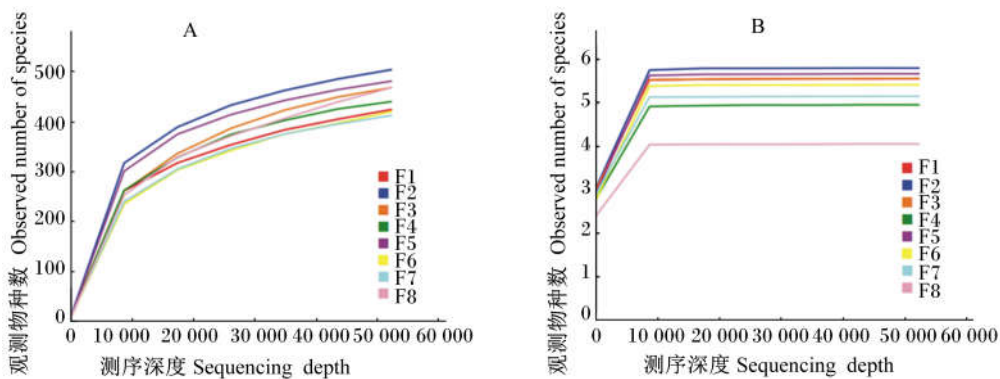 A
观测物种数 Observed number of species
500
400
300
200
100
0
0 10 000 20 000 30 000 40 000 50 000 60 000
测序深度 Sequencing depth
F1
F2
F3
F4
F5
F6
F7
F8
B
观测物种数 Observed number of species
6
5
4
3
2
1
0
0 10 000 20 000 30 000 40 000 50 000 60 000
测序深度 Sequencing depth
F1
F2
F3
F4
F5
F6
F7
F8